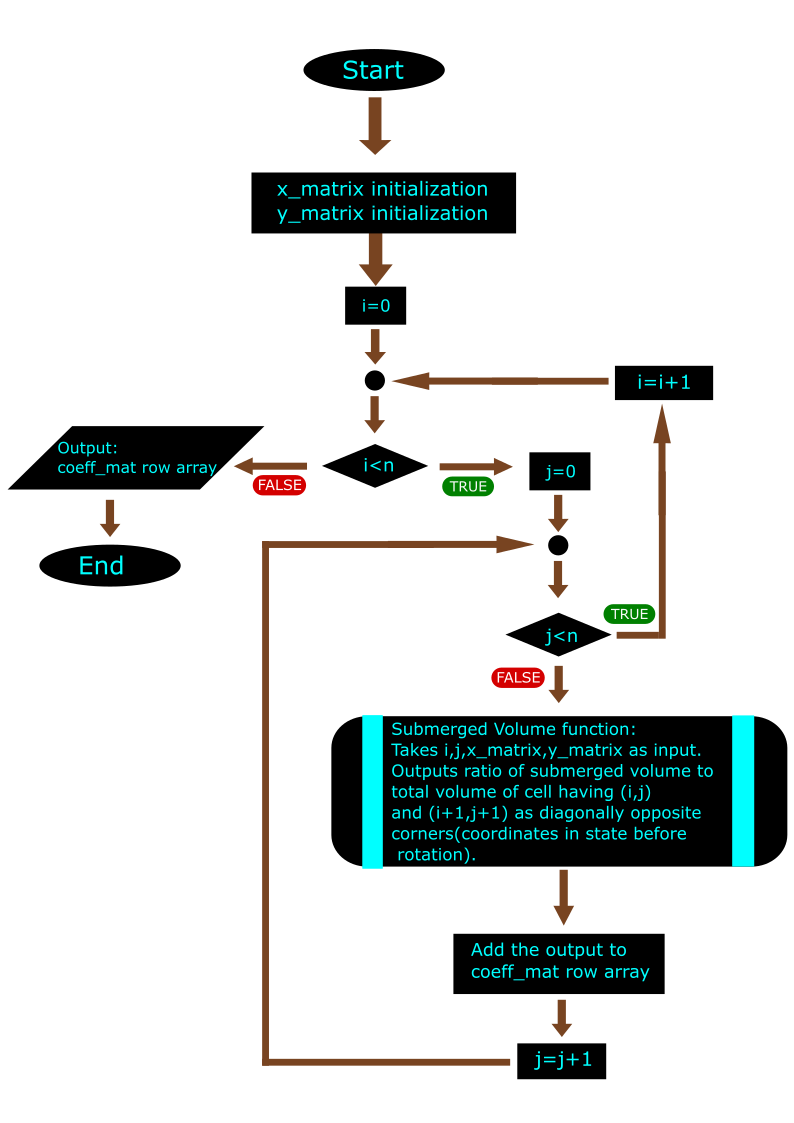 Start
x_matrix initialization
y_matrix initialization
i=0
i=i+1
Output:
coeff_mat row array
i<n
FALSE
TRUE
j=0
End
TRUE
j<n
FALSE
Submerged Volume function:
Takes i,j,x_matrix,y_matrix as input.
Outputs ratio of submerged volume to
total volume of cell having (i,j)
and (i+1,j+1) as diagonally opposite
corners(coordinates in state before
rotation).
Add the output to
coeff_mat row array
j=j+1